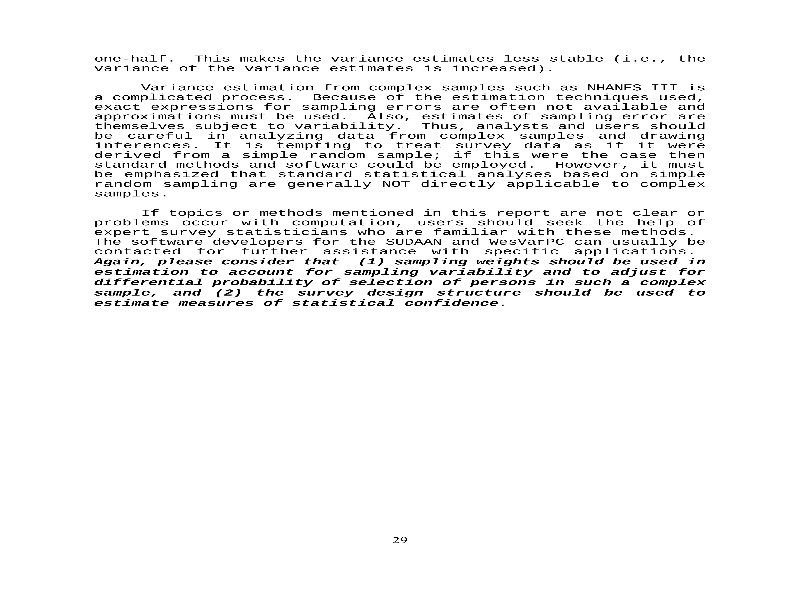 one-half. This makes the variance estimates less stable (i.e., the
variance of the variance estimates is increased).
Variance estimation from complex samples such as NHANES III is
a complicated process. Because of the estimation techniques used,
exact expressions for sampling errors are often not available and
approximations must be used. Also, estimates of sampling error are
themselves subject to variability. Thus, analysts and users should
be careful in analyzing data from complex samples and drawing
inferences. It is tempting to treat survey data as if it were
derived from a simple random sample; if this were the case then
standard methods and software could be employed. However, it must
be emphasized that standard statistical analyses based on simple
random sampling are generally NOT directly applicable to complex
samples.
If topics or methods mentioned in this report are not clear or
problems occur with computation, users should seek the help of
expert survey statisticians who are familiar with these methods.
The software developers for the SUDAAN and WesVarPC can usually be
contacted for further assistance with specific applications.
Again, please consider that (1) sampling weights should be used in
estimation to account for sampling variability and to adjust for
differential probability of selection of persons in such a complex
sample, and (2) the survey design structure should be used to
estimate measures of statistical confidence.
29